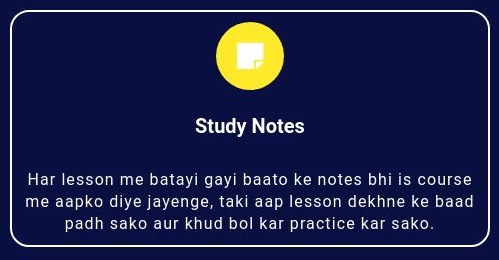 Study Notes
Har lesson me batayi gayi baato ke notes bhi is course
me aapko diye jayenge, taki aap lesson dekhne ke baad
padh sako aur khud bol kar practice kar sako.